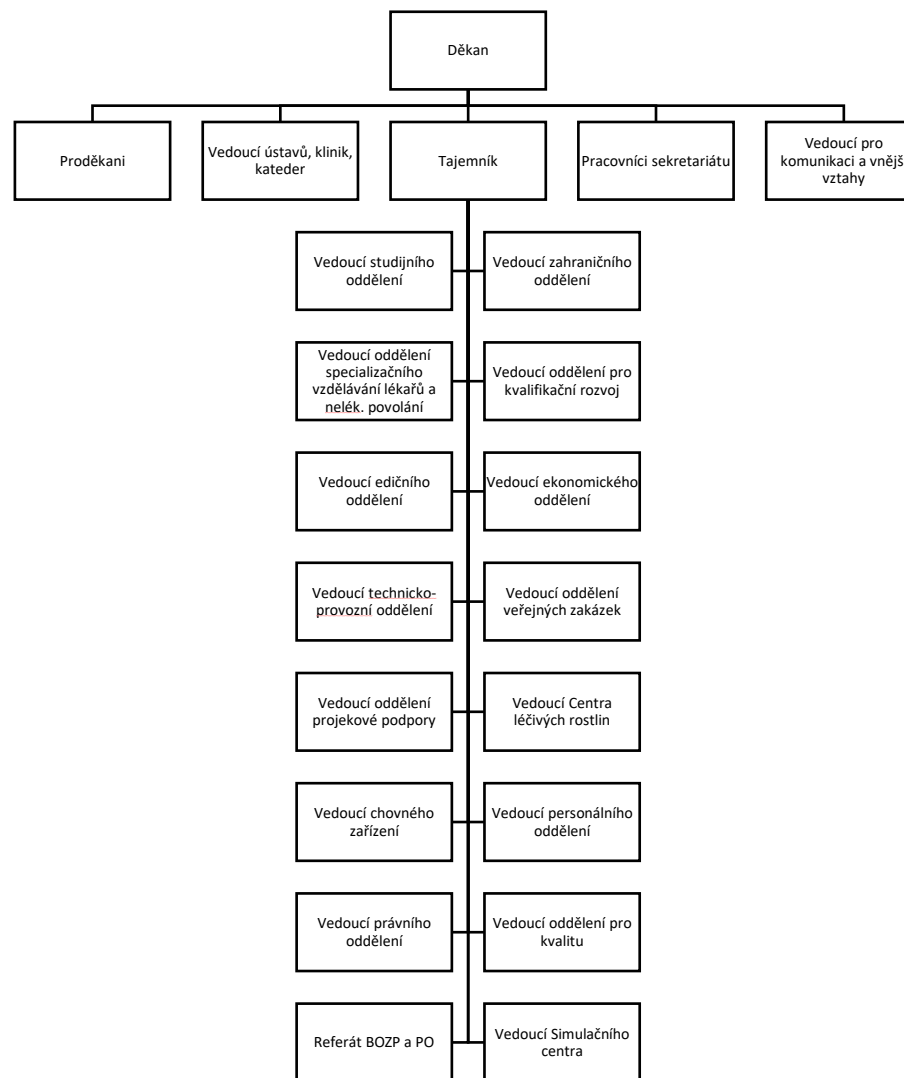 Děkan
Proděkani
Vedoucí ústavů, klinik,
kateder
Tajemník
Pracovníci sekretariátu
Vedoucí pro
komunikaci a vnějš
vztahy
Vedoucí studijního
oddělení
Vedoucí zahraničního
oddělení
Vedoucí oddělení
specializačního
vzdělávání lékařů a
nelék. povolání
Vedoucí oddělení pro
kvalifikační rozvoj
Vedoucí edičního
oddělení
Vedoucí ekonomického
oddělení
Vedoucí technicko-
provozní oddělení
Vedoucí oddělení
veřejných zakázek
Vedoucí oddělení
projekové podpory
Vedoucí Centra
léčivých rostlin
Vedoucí chovného
zařízení
Vedoucí personálního
oddělení
Vedoucí právního
oddělení
Vedoucí oddělení pro
kvalitu
Referát BOZP a PO
Vedoucí Simulačního
centra